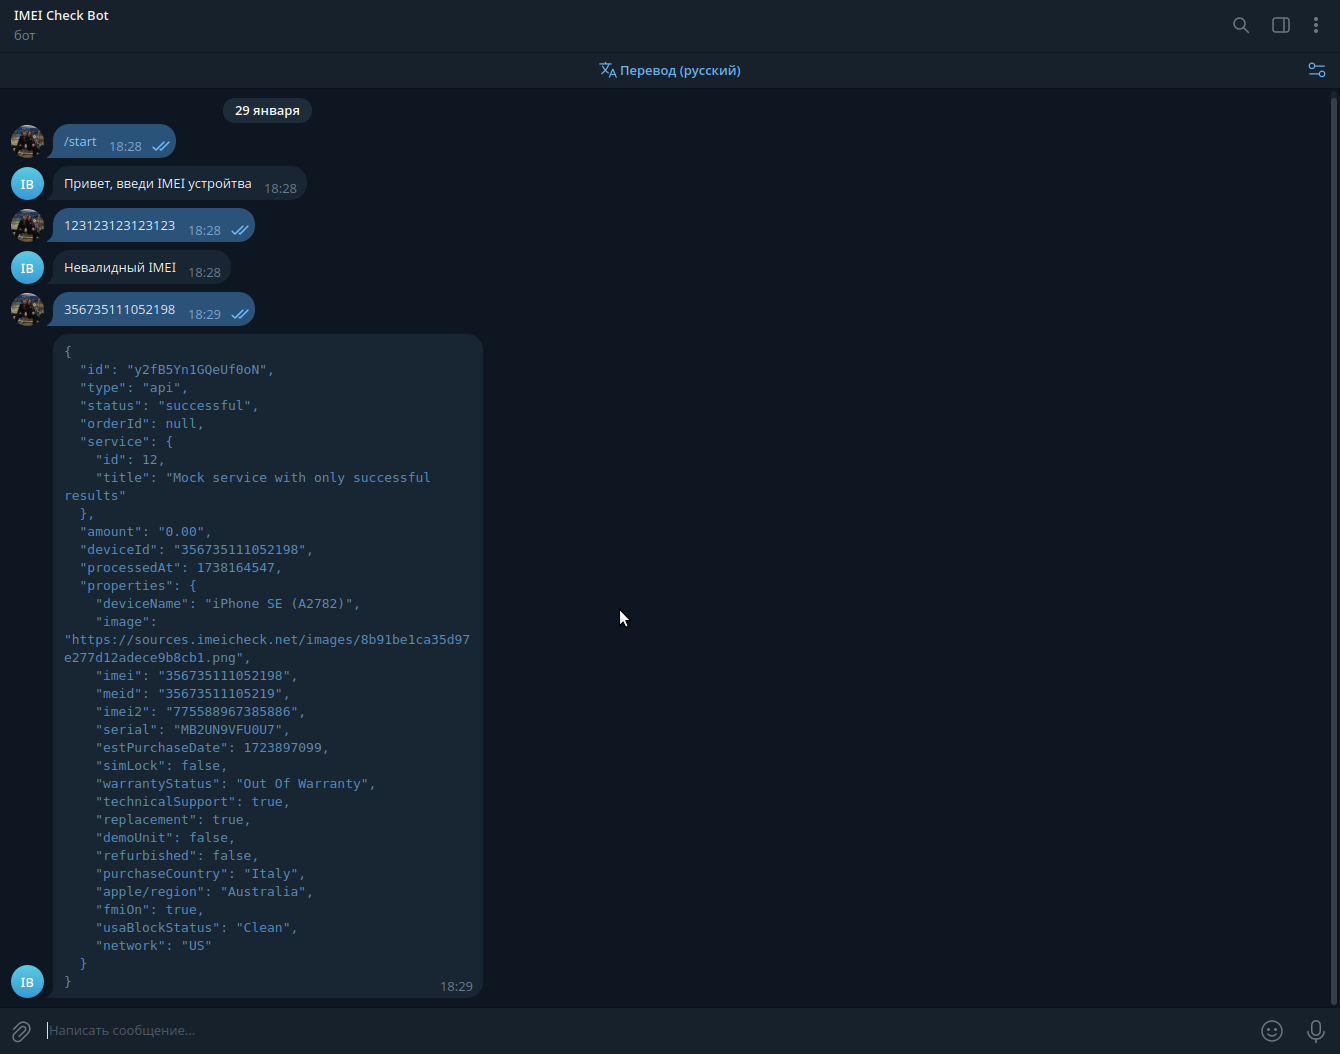 IMEI Check Bot
бот
Перевод (русский)
29 января
/start 18:28
IB Привет, введи IMEI устройтва 18:28
123123123123123 18:28
IB Невалидный IMEI 18:28
356735111052198 18:29
{
"id": "y2fB5Yn1GQeUf0oN",
"type": "api",
"status": "successful",
"orderId": null,
"service": {
"id": 12,
"title": "Mock service with only successful
results"
},
"amount": "0.00",
"deviceId": "356735111052198",
"processedAt": 1738164547,
"properties": {
"deviceName": "iPhone SE (A2782)",
"image":
"https://sources.imeicheck.net/images/8b91be1ca35d97
e277d12adece9b8cb1.png",
"imei": "356735111052198",
"meid": "35673511105219",
"imei2": "775588967385886",
"serial": "MB2UN9VFU0U7",
"estPurchaseDate": 1723897099,
"simLock": false,
"warrantyStatus": "Out Of Warranty",
"technicalSupport": true,
"replacement": true,
"demoUnit": false,
"refurbished": false,
"purchaseCountry": "Italy",
"apple/region": "Australia",
"fmiOn": true,
"usaBlockStatus": "Clean",
"network": "US"
}
}
IB 18:29
Написать сообщение...